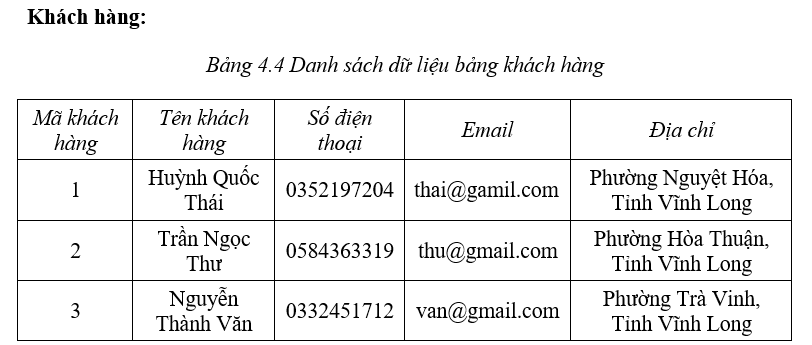 Khách hàng:
Bảng 4.4 Danh sách dữ liệu bảng khách hàng
Mã khách hàng Tên khách hàng Số điện thoại Email Địa chỉ
1 Huỳnh Quốc Thái 0352197204 thai@gamil.com Phường Nguyệt Hóa, Tỉnh Vĩnh Long
2 Trần Ngọc Thư 0584363319 thu@gmail.com Phường Hòa Thuận, Tỉnh Vĩnh Long
3 Nguyễn Thành Văn 0332451712 van@gmail.com Phường Trà Vinh, Tỉnh Vĩnh Long